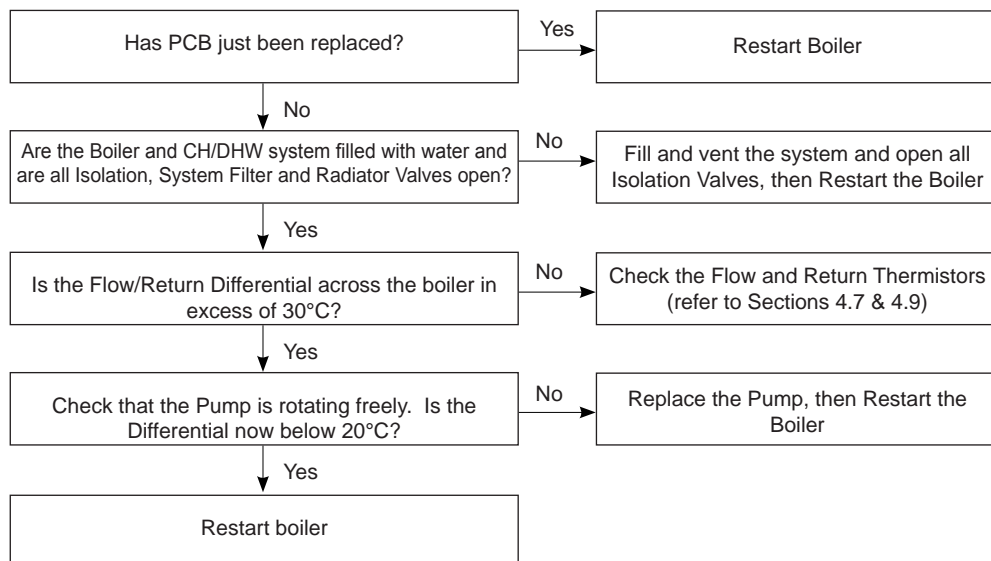 Has PCB just been replaced?
Yes
Restart Boiler
No
Are the Boiler and CH/DHW system filled with water and
are all Isolation, System Filter and Radiator Valves open?
No
Fill and vent the system and open all
Isolation Valves, then Restart the Boiler
Yes
Is the Flow/Return Differential across the boiler in
excess of 30°C?
No
Check the Flow and Return Thermistors
(refer to Sections 4.7 & 4.9)
Yes
Check that the Pump is rotating freely.  Is the
Differential now below 20°C?
No
Replace the Pump, then Restart the
Boiler
Yes
Restart boiler